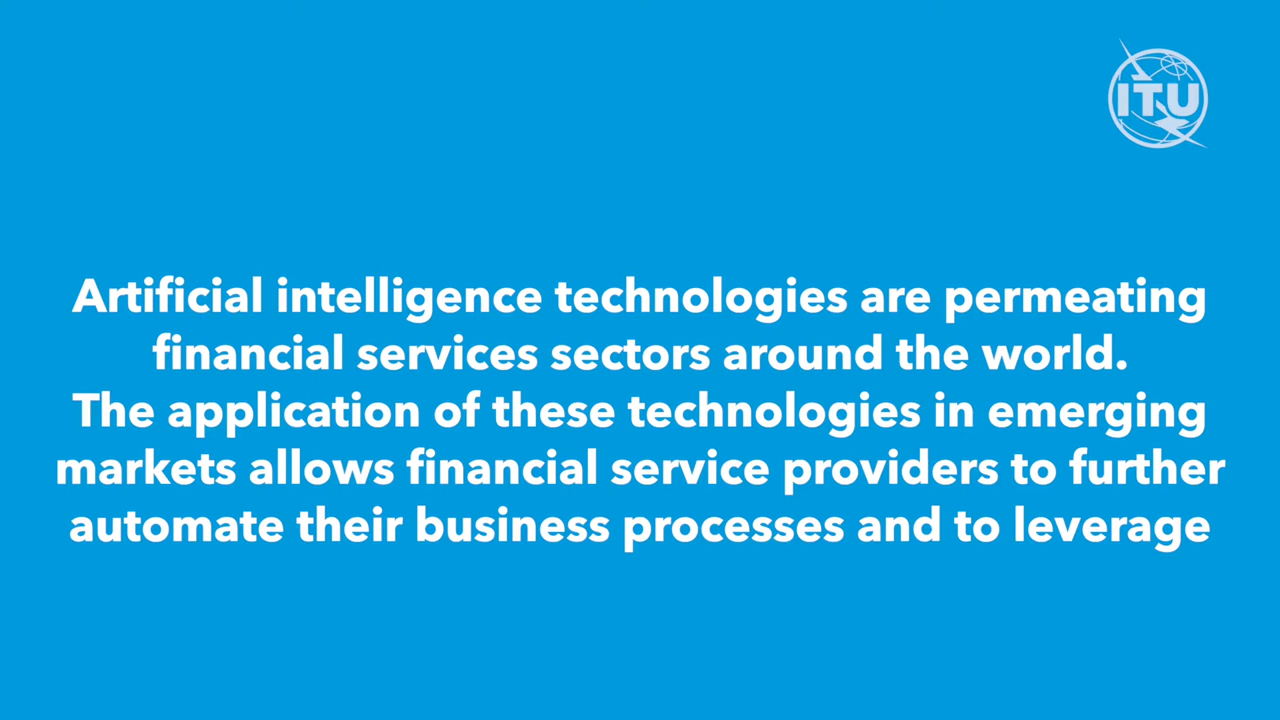 ITU
Artificial intelligence technologies are permeating
financial services sectors around the world.
The application of these technologies in emerging
markets allows financial service providers to further
automate their business processes and to leverage